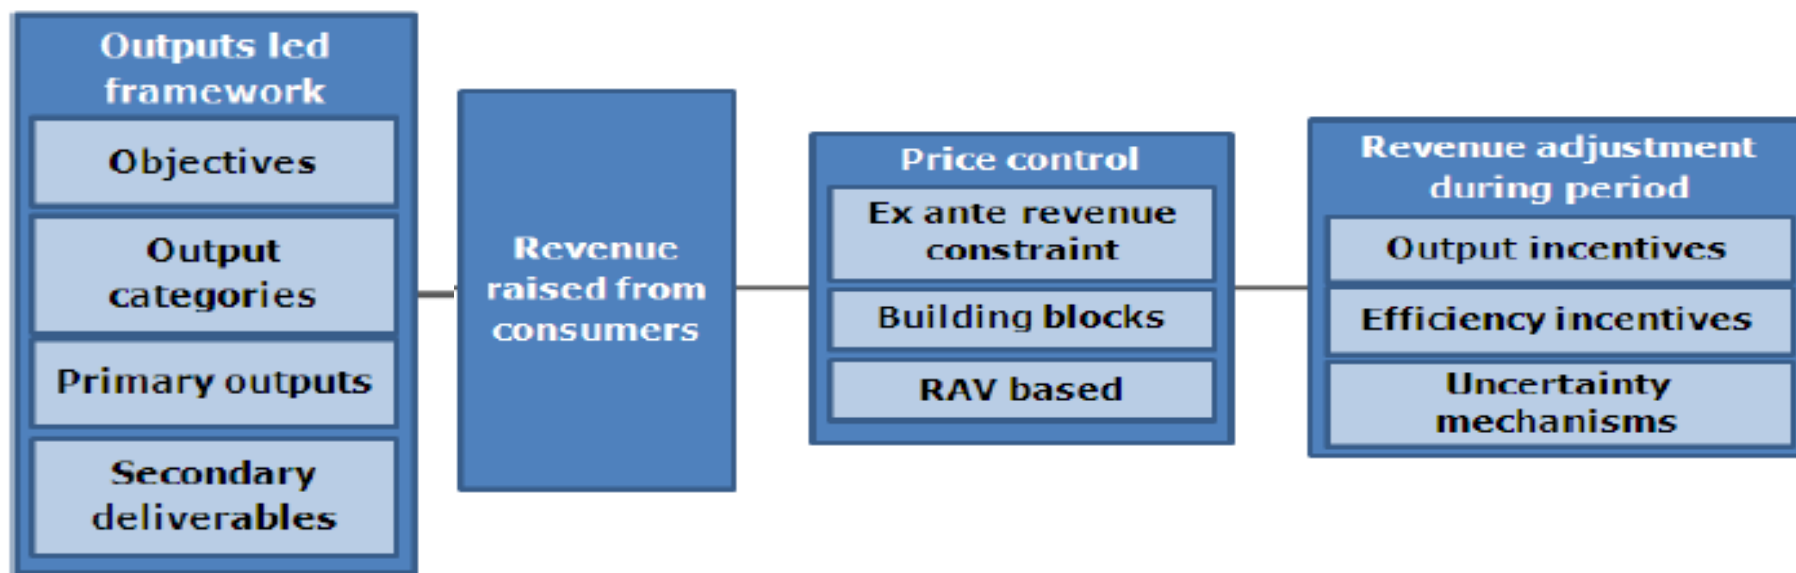 Outputs led
framework
Objectives
Output
categories
Primary outputs
Secondary
deliverables
Revenue
raised from
consumers
Price control
Ex ante revenue
constraint
Building blocks
RAV based
Revenue adjustment
during period
Output incentives
Efficiency incentives
Uncertainty
mechanisms